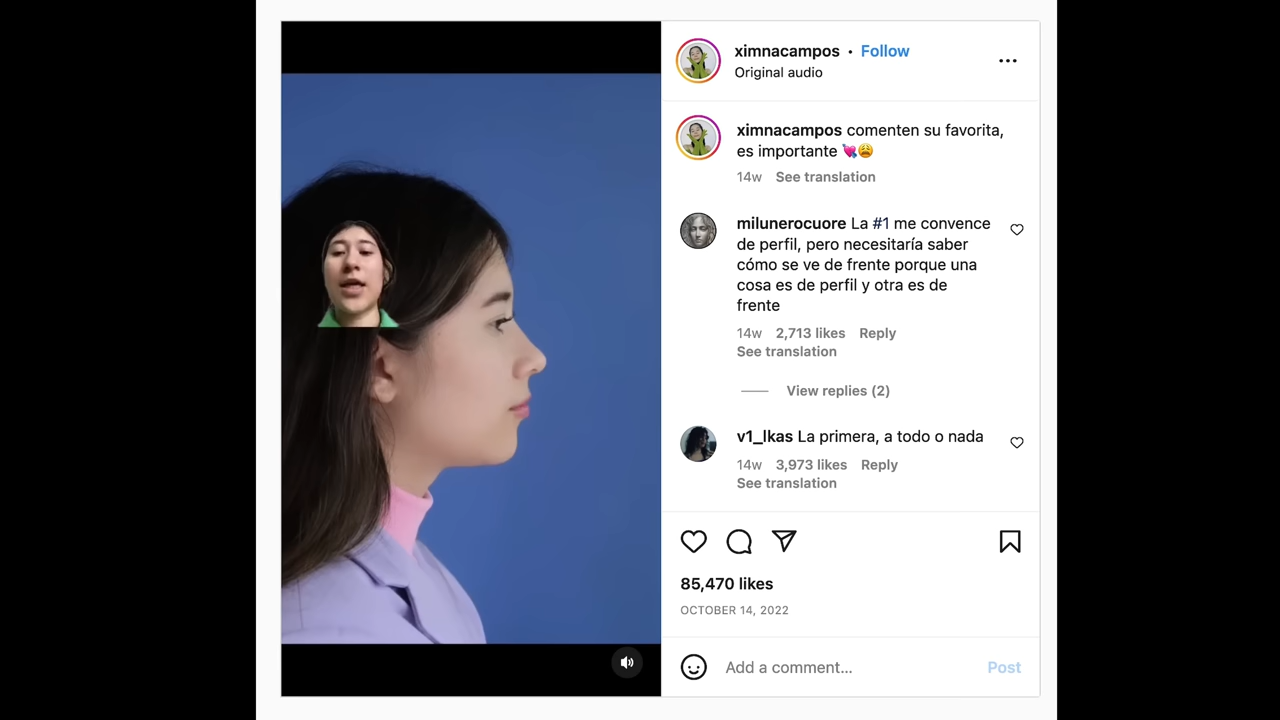 ximnacampos • Follow
Original audio
ximnacampos comenten su favorita,
es importante 💘😩
14w See translation
milunerocuore La #1 me convence
de perfil, pero necesitaría saber
cómo se ve de frente porque una
cosa es de perfil y otra es de
frente
14w 2,713 likes Reply
See translation
View replies (2)
v1_lkas La primera, a todo o nada
14w 3,973 likes Reply
See translation
85,470 likes
OCTOBER 14, 2022
Add a comment... Post